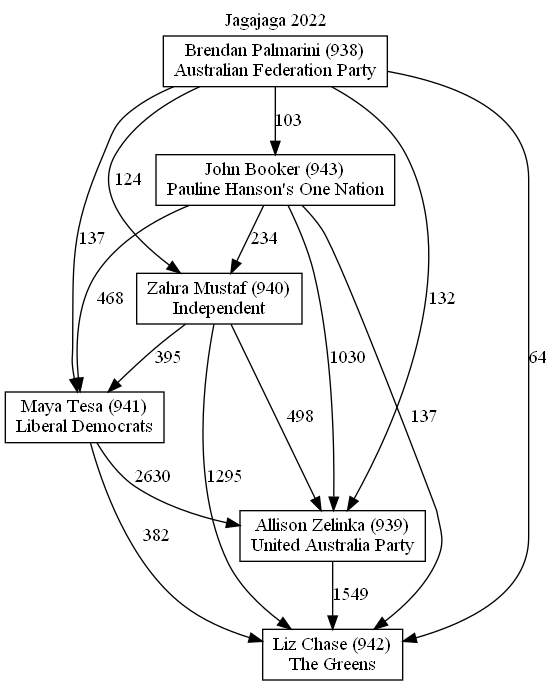 Jagajaga 2022
Brendan Palmarini (938)
Australian Federation Party
103
John Booker (943)
Pauline Hanson's One Nation
124
137
234
468
132
Zahra Mustaf (940)
Independent
395
1030
64
498
137
Maya Tesa (941)
Liberal Democrats
2630
1295
382
Allison Zelinka (939)
United Australia Party
1549
Liz Chase (942)
The Greens